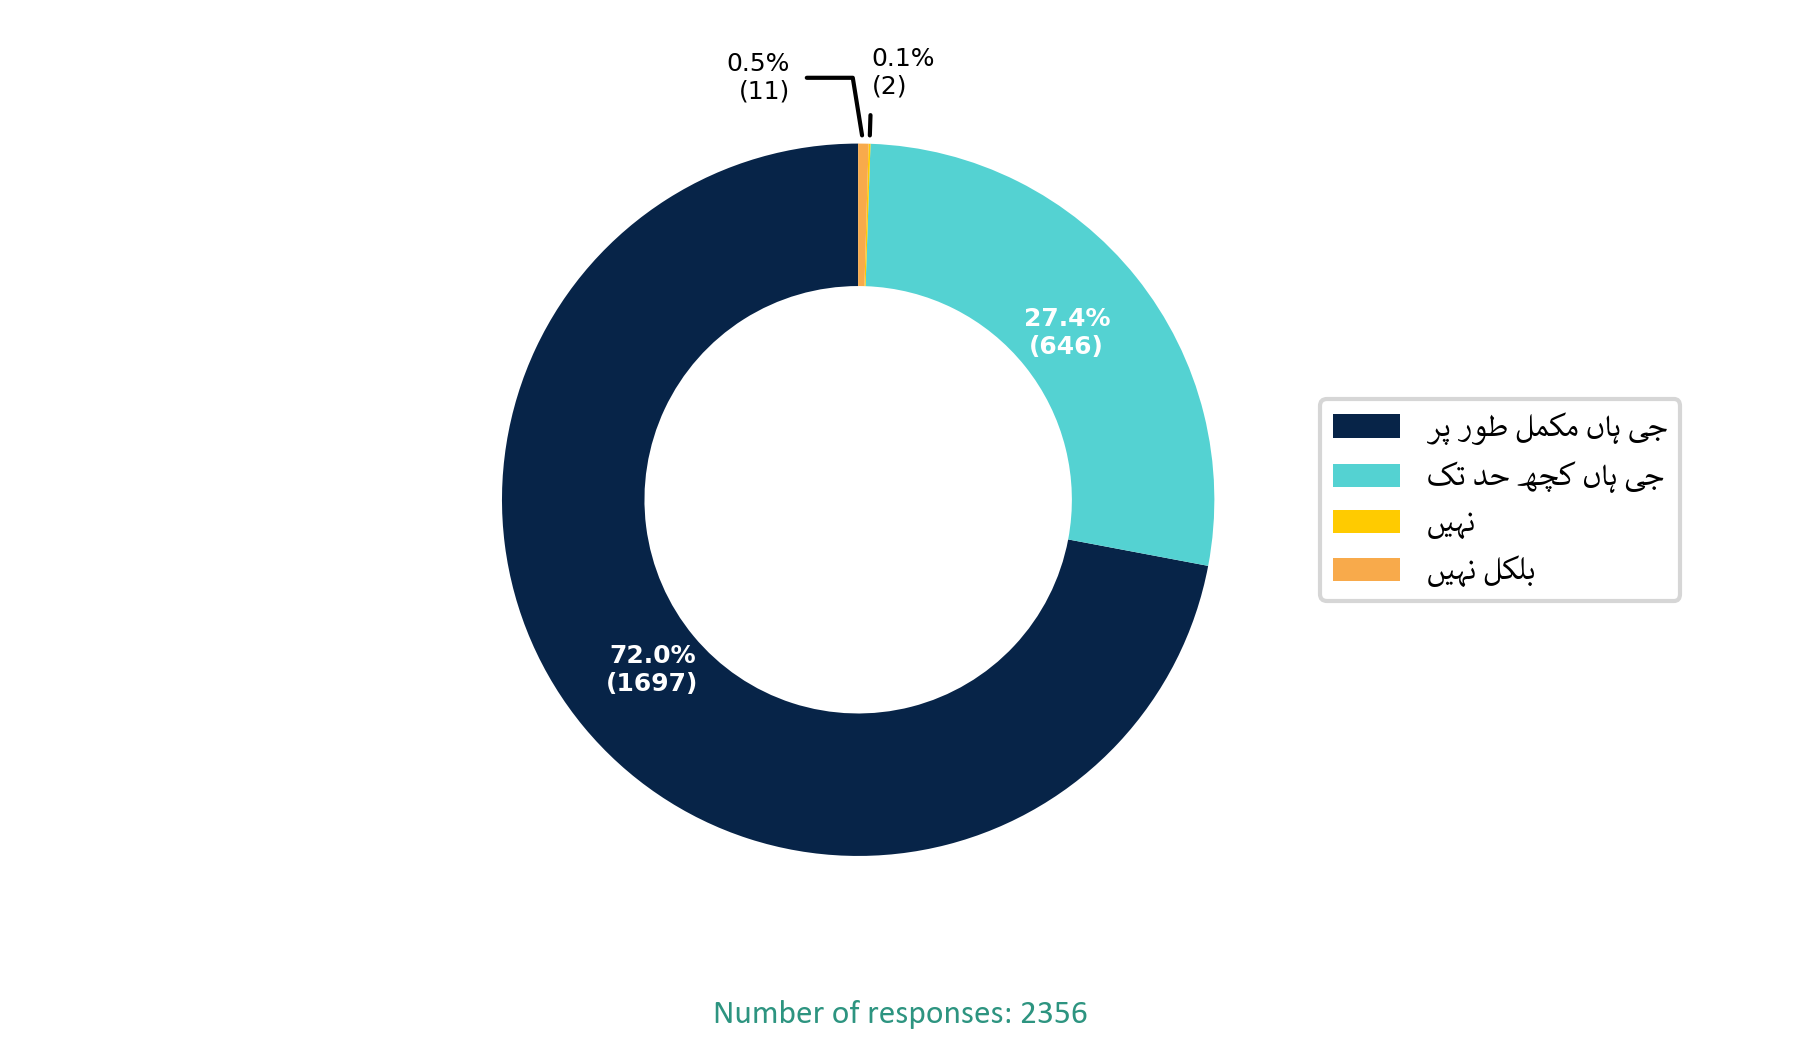 0.5%
(11)
0.1%
(2)
27.4%
(646)
72.0%
(1697)
جی ہاں مکمل طور پر
جی ہاں کچھ حد تک
نہیں
بلکل نہیں
Number of responses: 2356